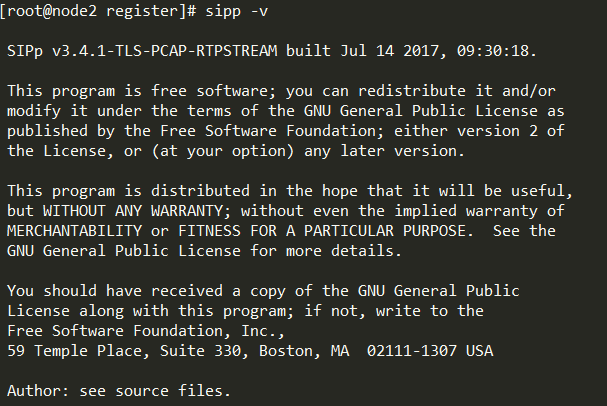 [root@node2 register]# sipp -v
SIPp v3.4.1-TLS-PCAP-RTPSTREAM built Jul 14 2017, 09:30:18.
This program is free software; you can redistribute it and/or
modify it under the terms of the GNU General Public License as
published by the Free Software Foundation; either version 2 of
the License, or (at your option) any later version.
This program is distributed in the hope that it will be useful,
but WITHOUT ANY WARRANTY; without even the implied warranty of
MERCHANTABILITY or FITNESS FOR A PARTICULAR PURPOSE.  See the
GNU General Public License for more details.
You should have received a copy of the GNU General Public
License along with this program; if not, write to the
Free Software Foundation, Inc.,
59 Temple Place, Suite 330, Boston, MA  02111-1307 USA
Author: see source files.